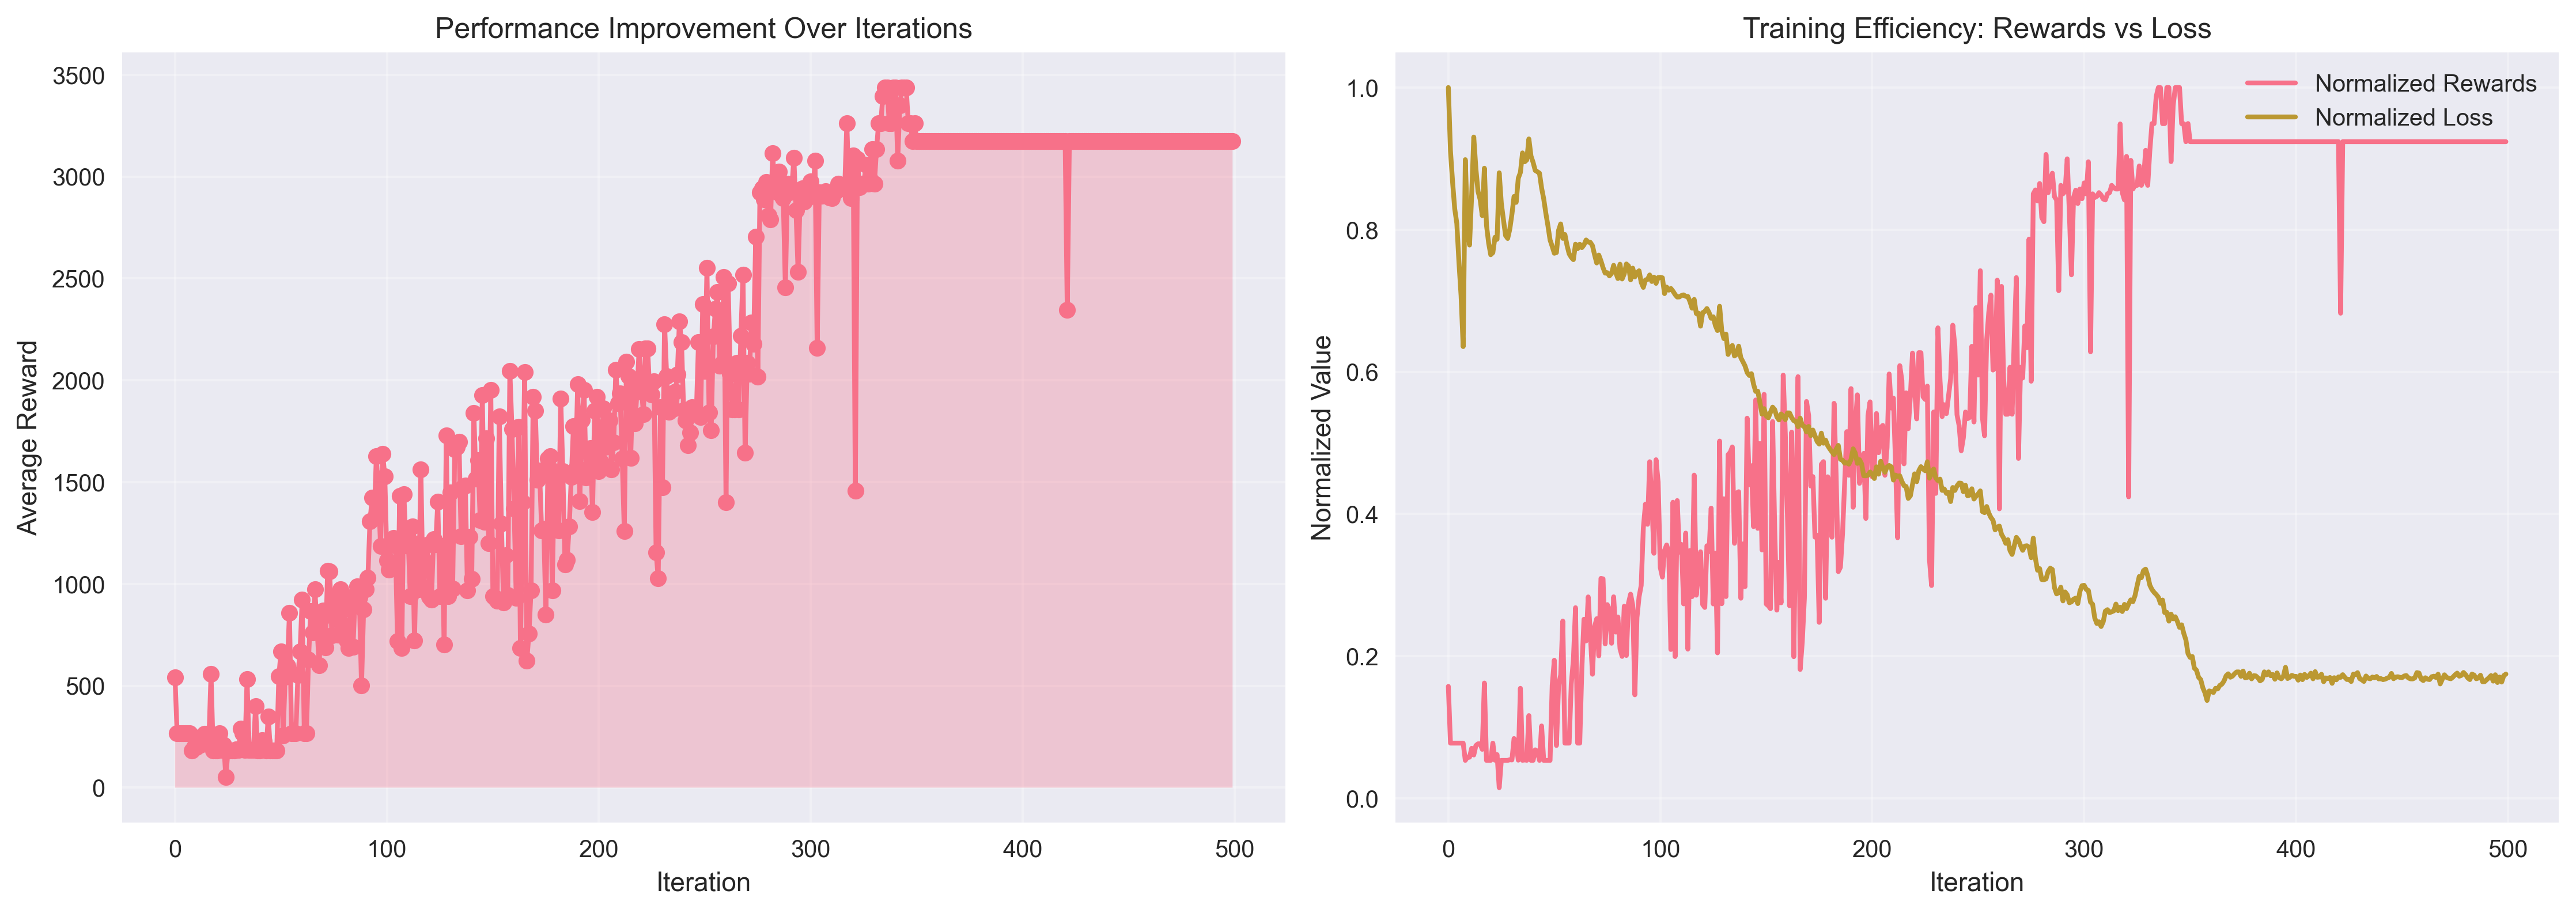 Performance Improvement Over Iterations
3500
3000
2500
2000
1500
1000
500
0
Average Reward
0 100 200 300 400 500
Iteration
Training Efficiency: Rewards vs Loss
Normalized Rewards
Normalized Loss
1.0
0.8
0.6
0.4
0.2
0.0
Normalized Value
0 100 200 300 400 500
Iteration